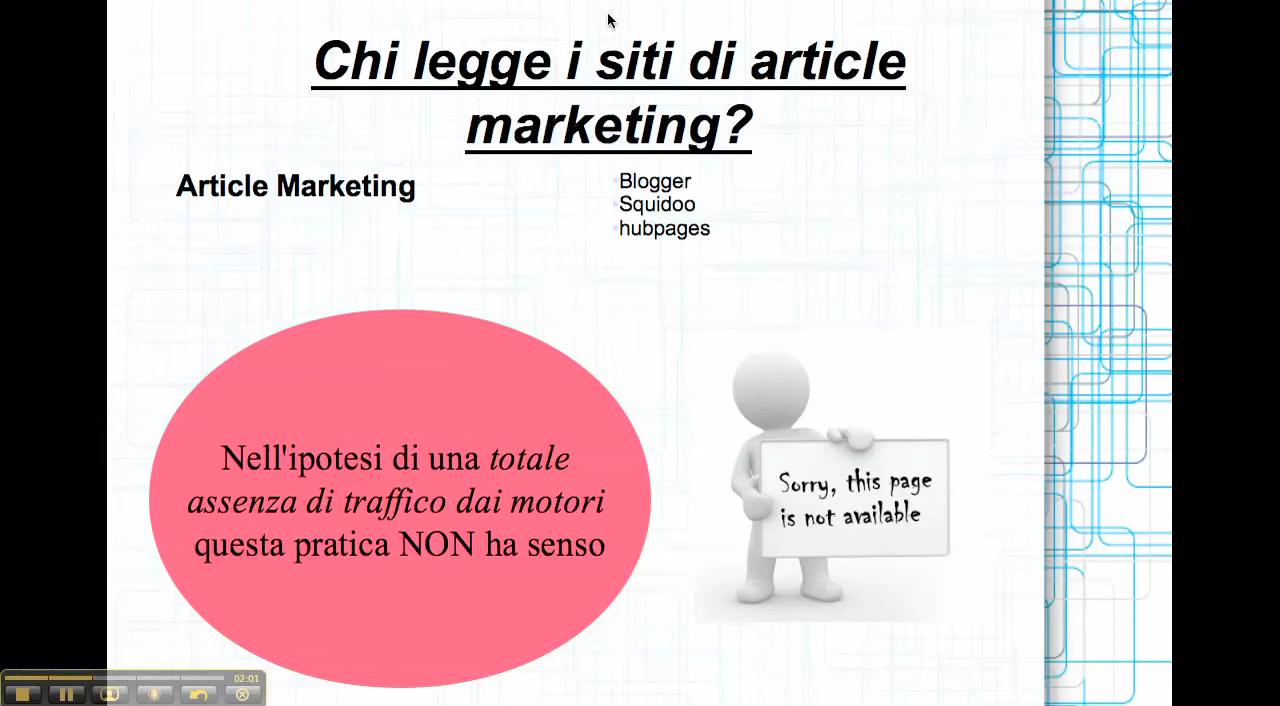 Chi legge i siti di article
marketing?
Article Marketing
Blogger
Squidoo
hubpages
Nell'ipotesi di una totale
assenza di traffico dai motori
questa pratica NON ha senso
Sorry, this page
is not available
02:01